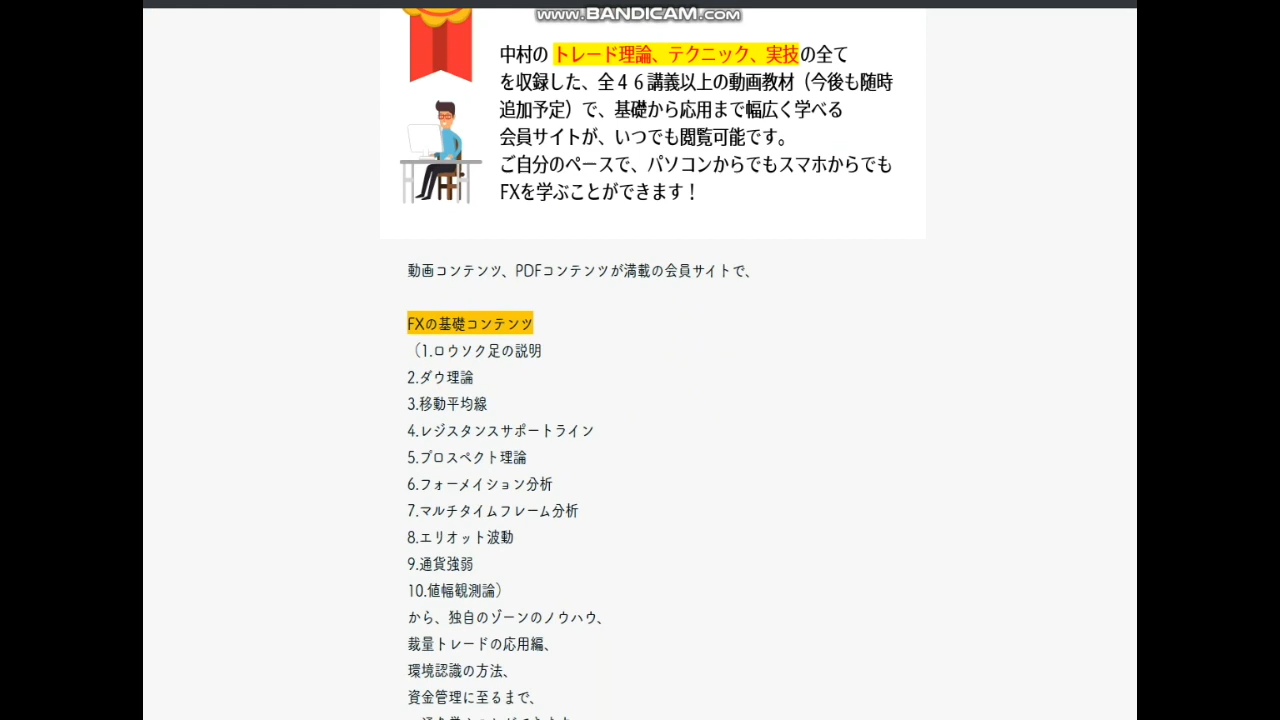 www.BANDICAM.com
中村の トレード理論、テクニック、実技の全て
を収録した、全４６講義以上の動画教材（今後も随時
追加予定）で、基礎から応用まで幅広く学べる
会員サイトが、いつでも閲覧可能です。
ご自分のペースで、パソコンからでもスマホからでも
FXを学ぶことができます！
動画コンテンツ、PDFコンテンツが満載の会員サイトで、
FXの基礎コンテンツ
（1.ロウソク足の説明
2.ダウ理論
3.移動平均線
4.レジスタンスサポートライン
5.プロスペクト理論
6.フォーメイション分析
7.マルチタイムフレーム分析
8.エリオット波動
9.通貨強弱
10.値幅観測論）
から、独自のゾーンのノウハウ、
裁量トレードの応用編、
環境認識の方法、
資金管理に至るまで、